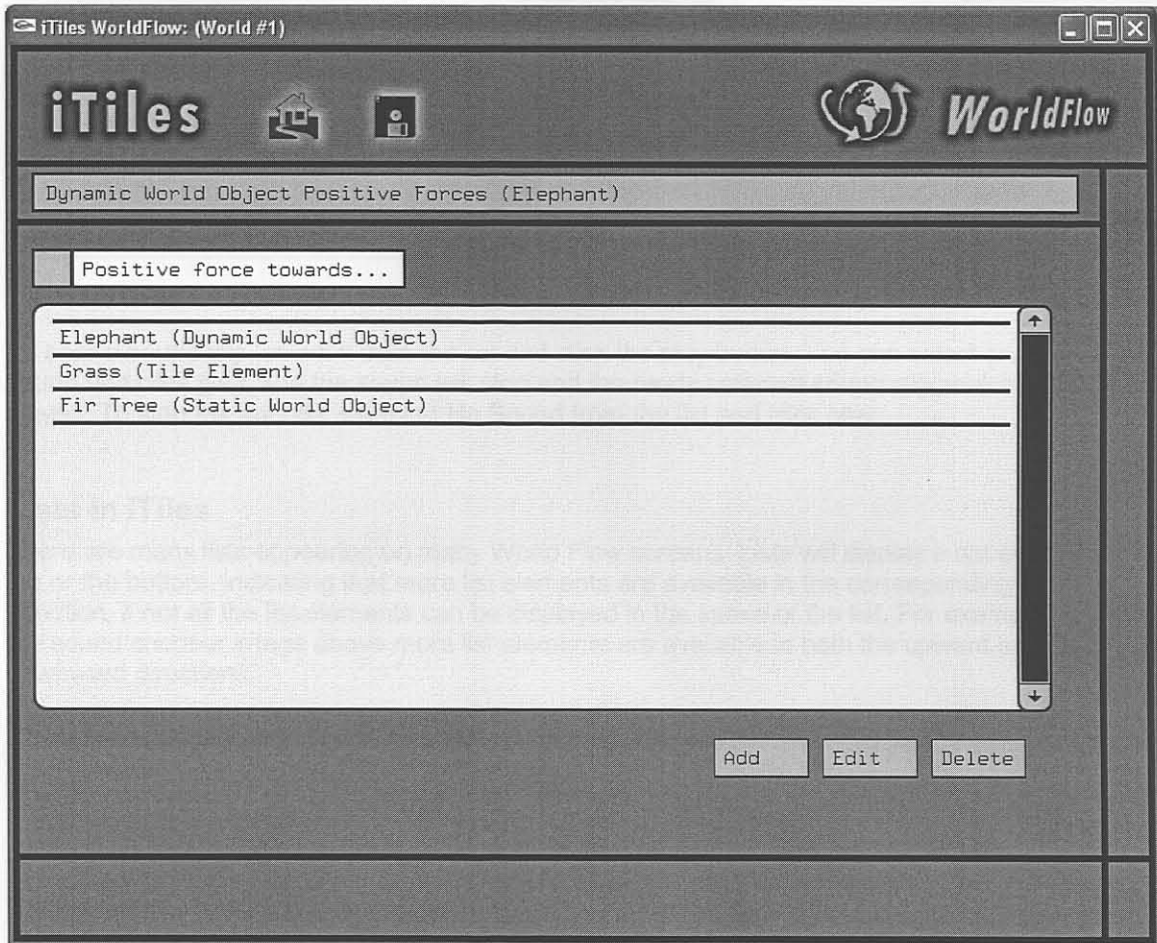 iTiles WorldFlow: (World #1)
iTiles
WorldFlow
Dynamic World Object Positive Forces (Elephant)
Positive force towards...
Elephant (Dynamic World Object)
Grass (Tile Element)
Fir Tree (Static World Object)
Add Edit Delete